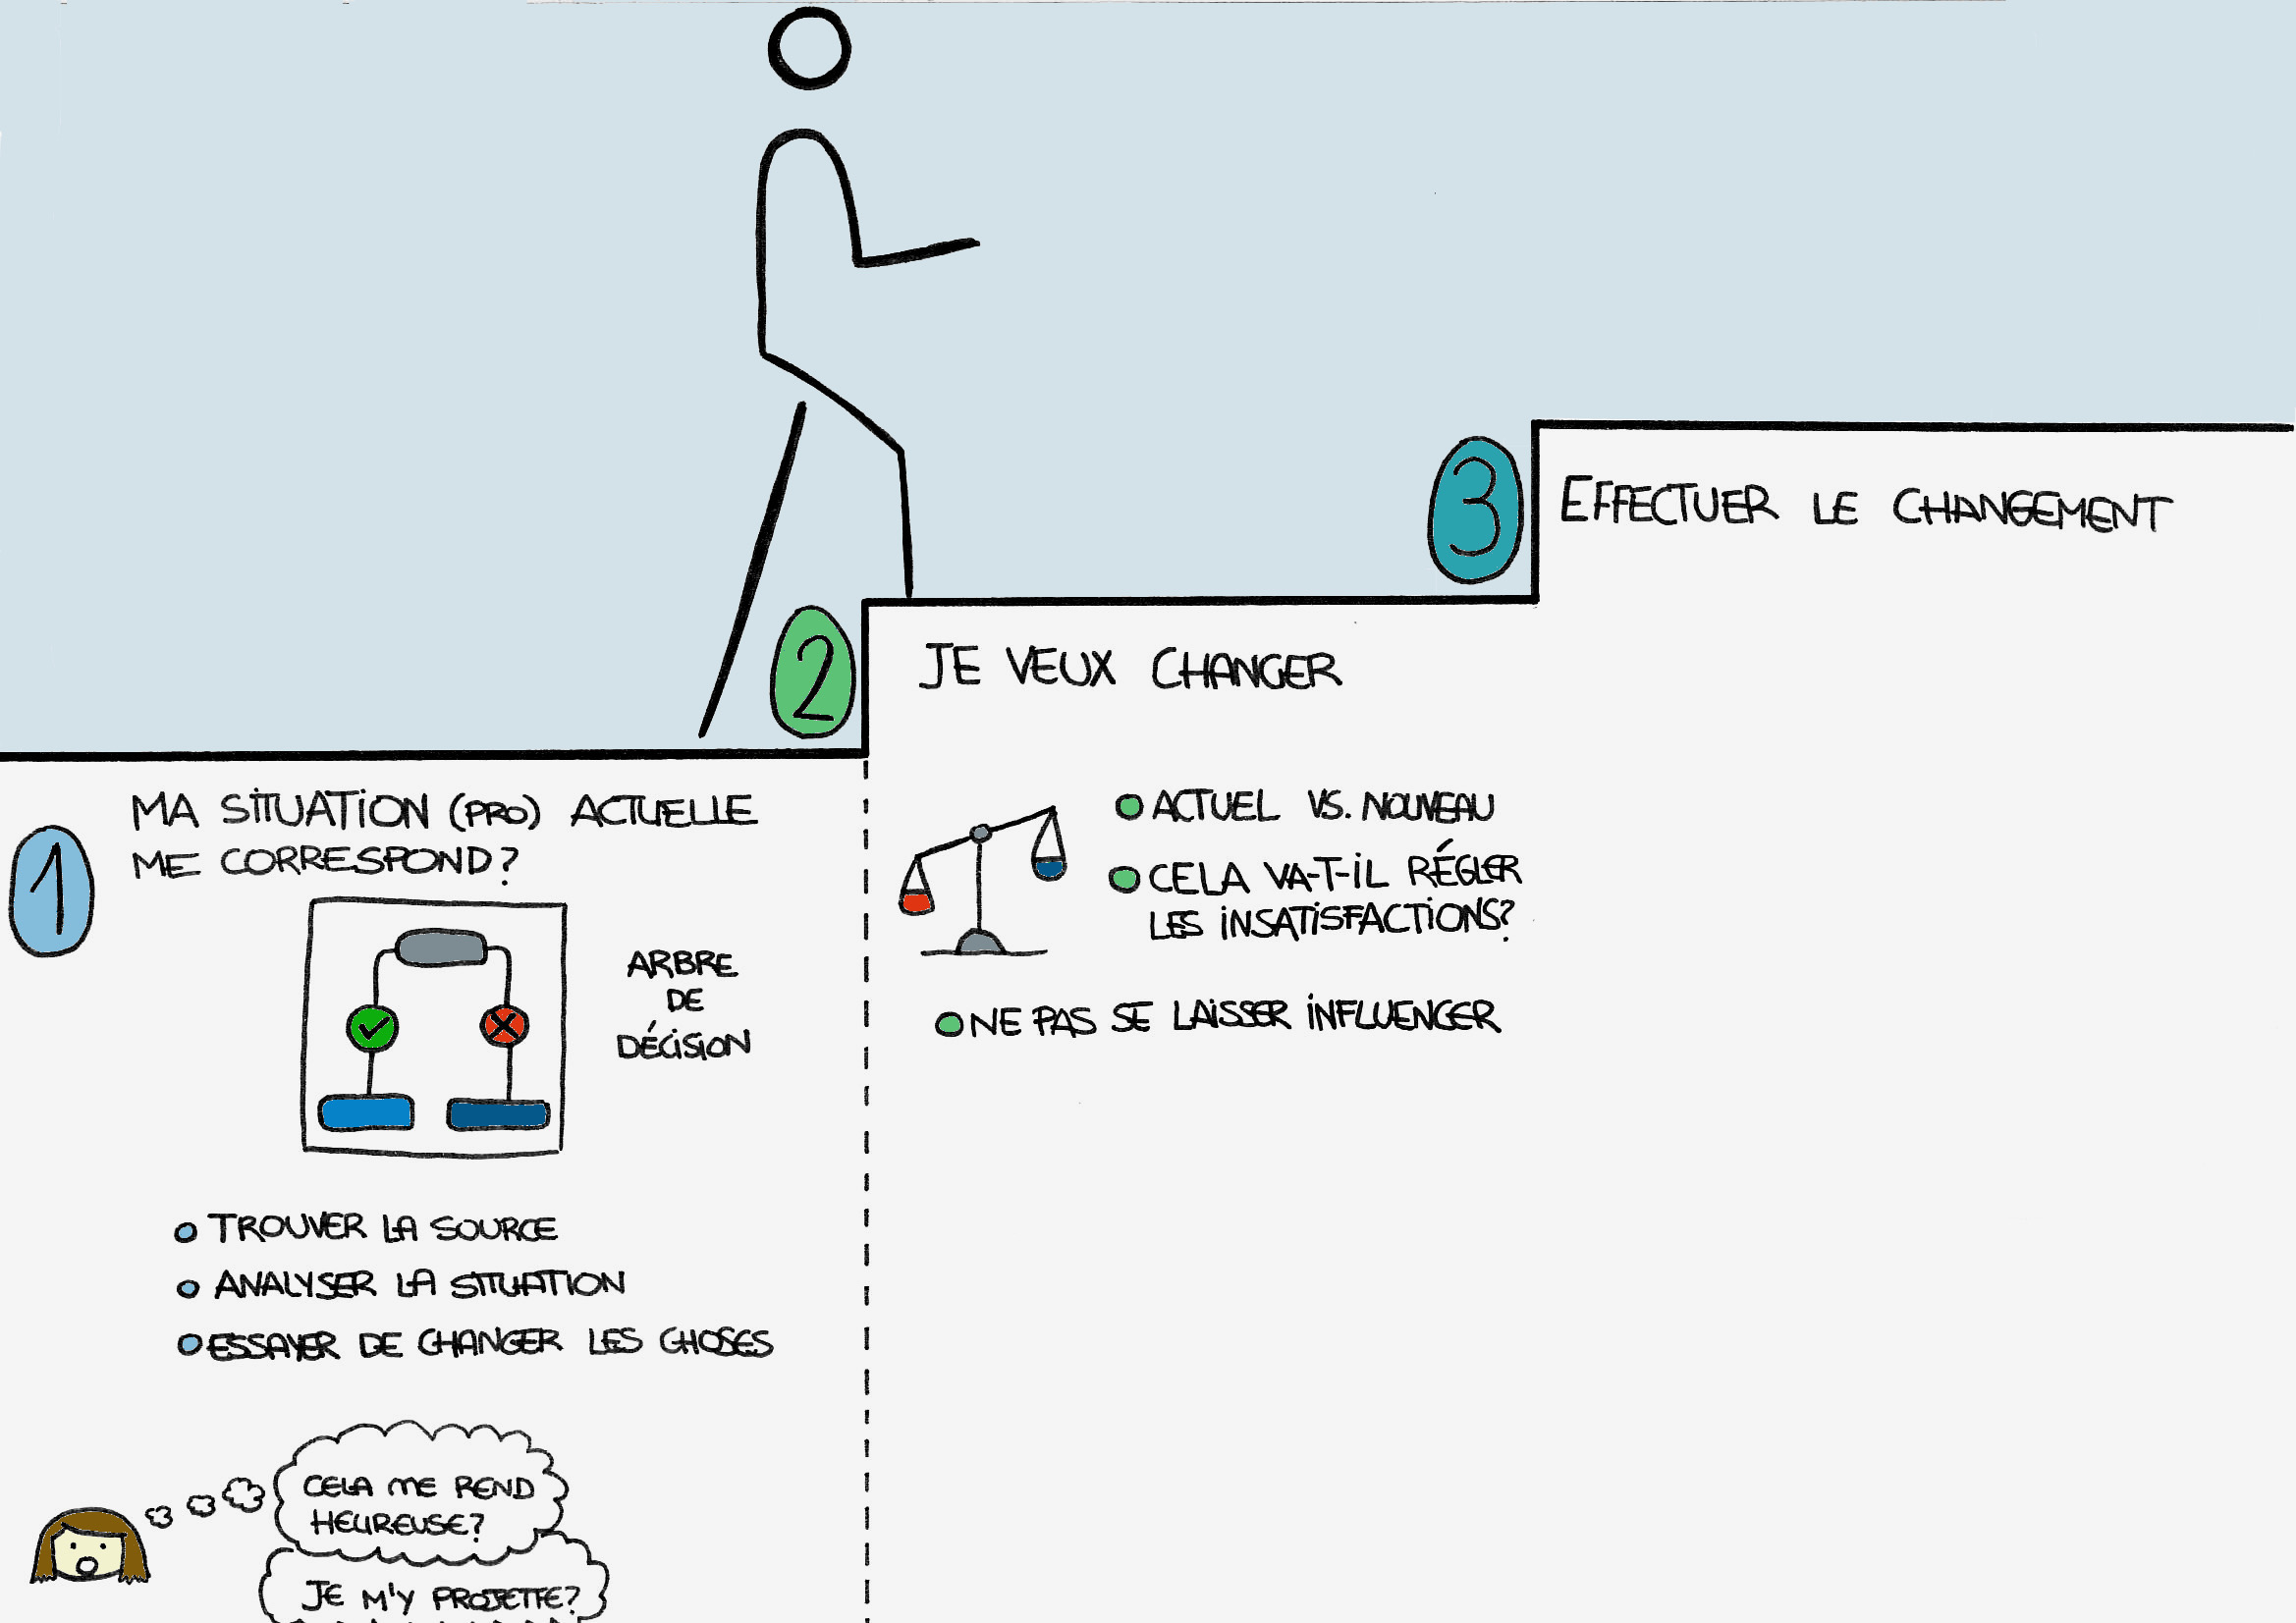 1
MA SITUATION (PRO) ACTUELLE
ME CORRESPOND?
ARBRE
DE
DÉCISION
TROUVER LA SOURCE
ANALYSER LA SITUATION
ESSAYER DE CHANGER LES CHOSES
CELA ME REND
HEUREUSE?
JE M'Y PROJETTE?
2
JE VEUX CHANGER
ACTUEL VS. NOUVEAU
CELA VA-T-IL RÉGLER
LES INSATISFACTIONS?
NE PAS SE LAISSER INFLUENCER
3
EFFECTUER LE CHANGEMENT